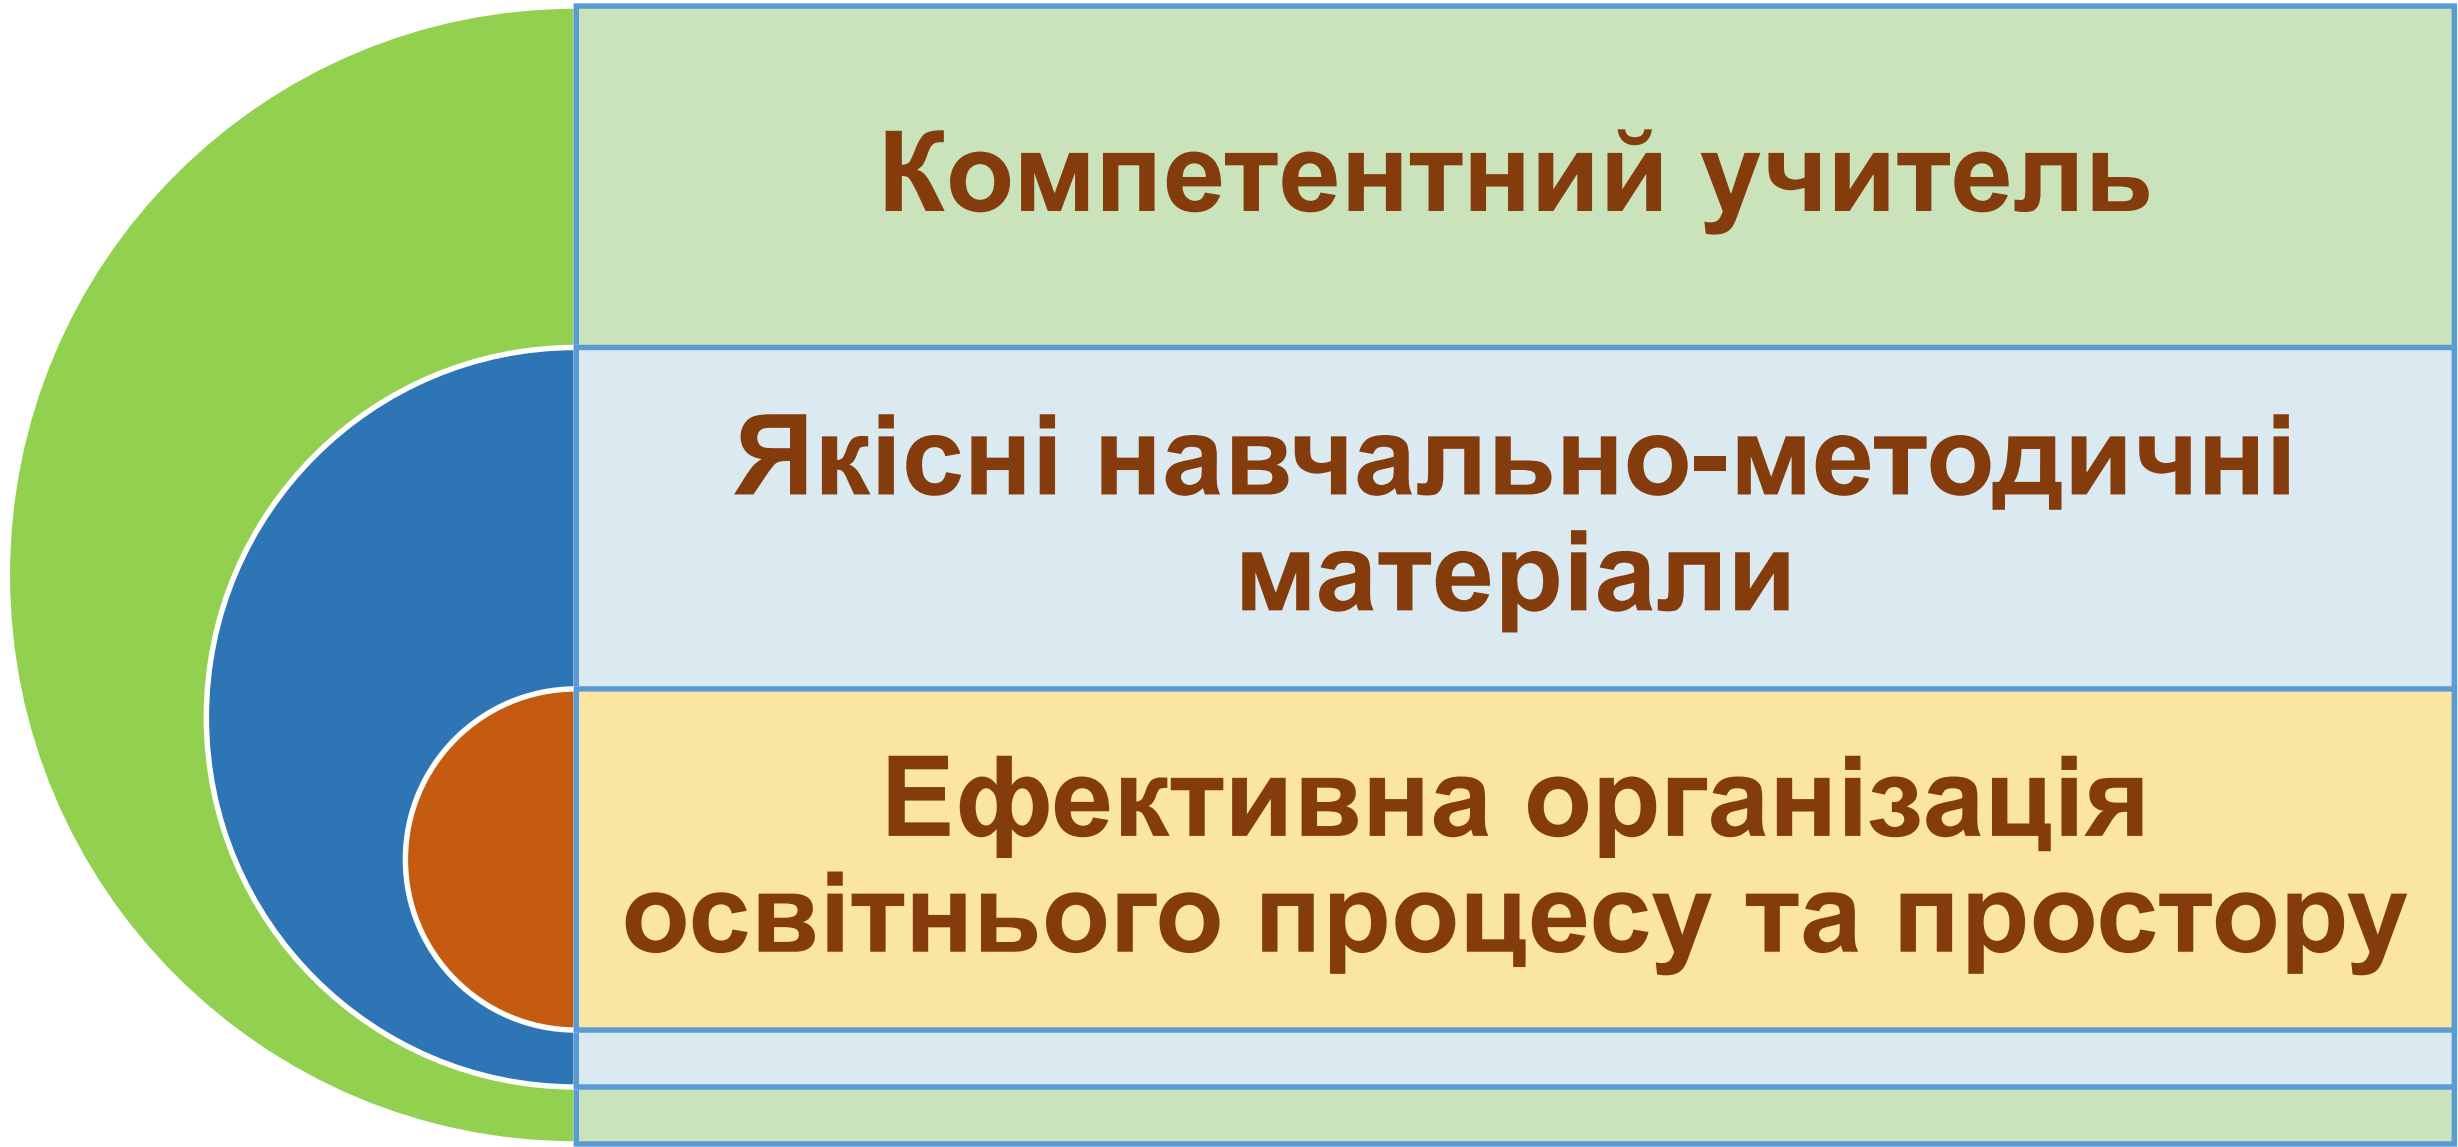 Компетентний учитель
Якісні навчально-методичні
матеріали
Ефективна організація
освітнього процесу та простору